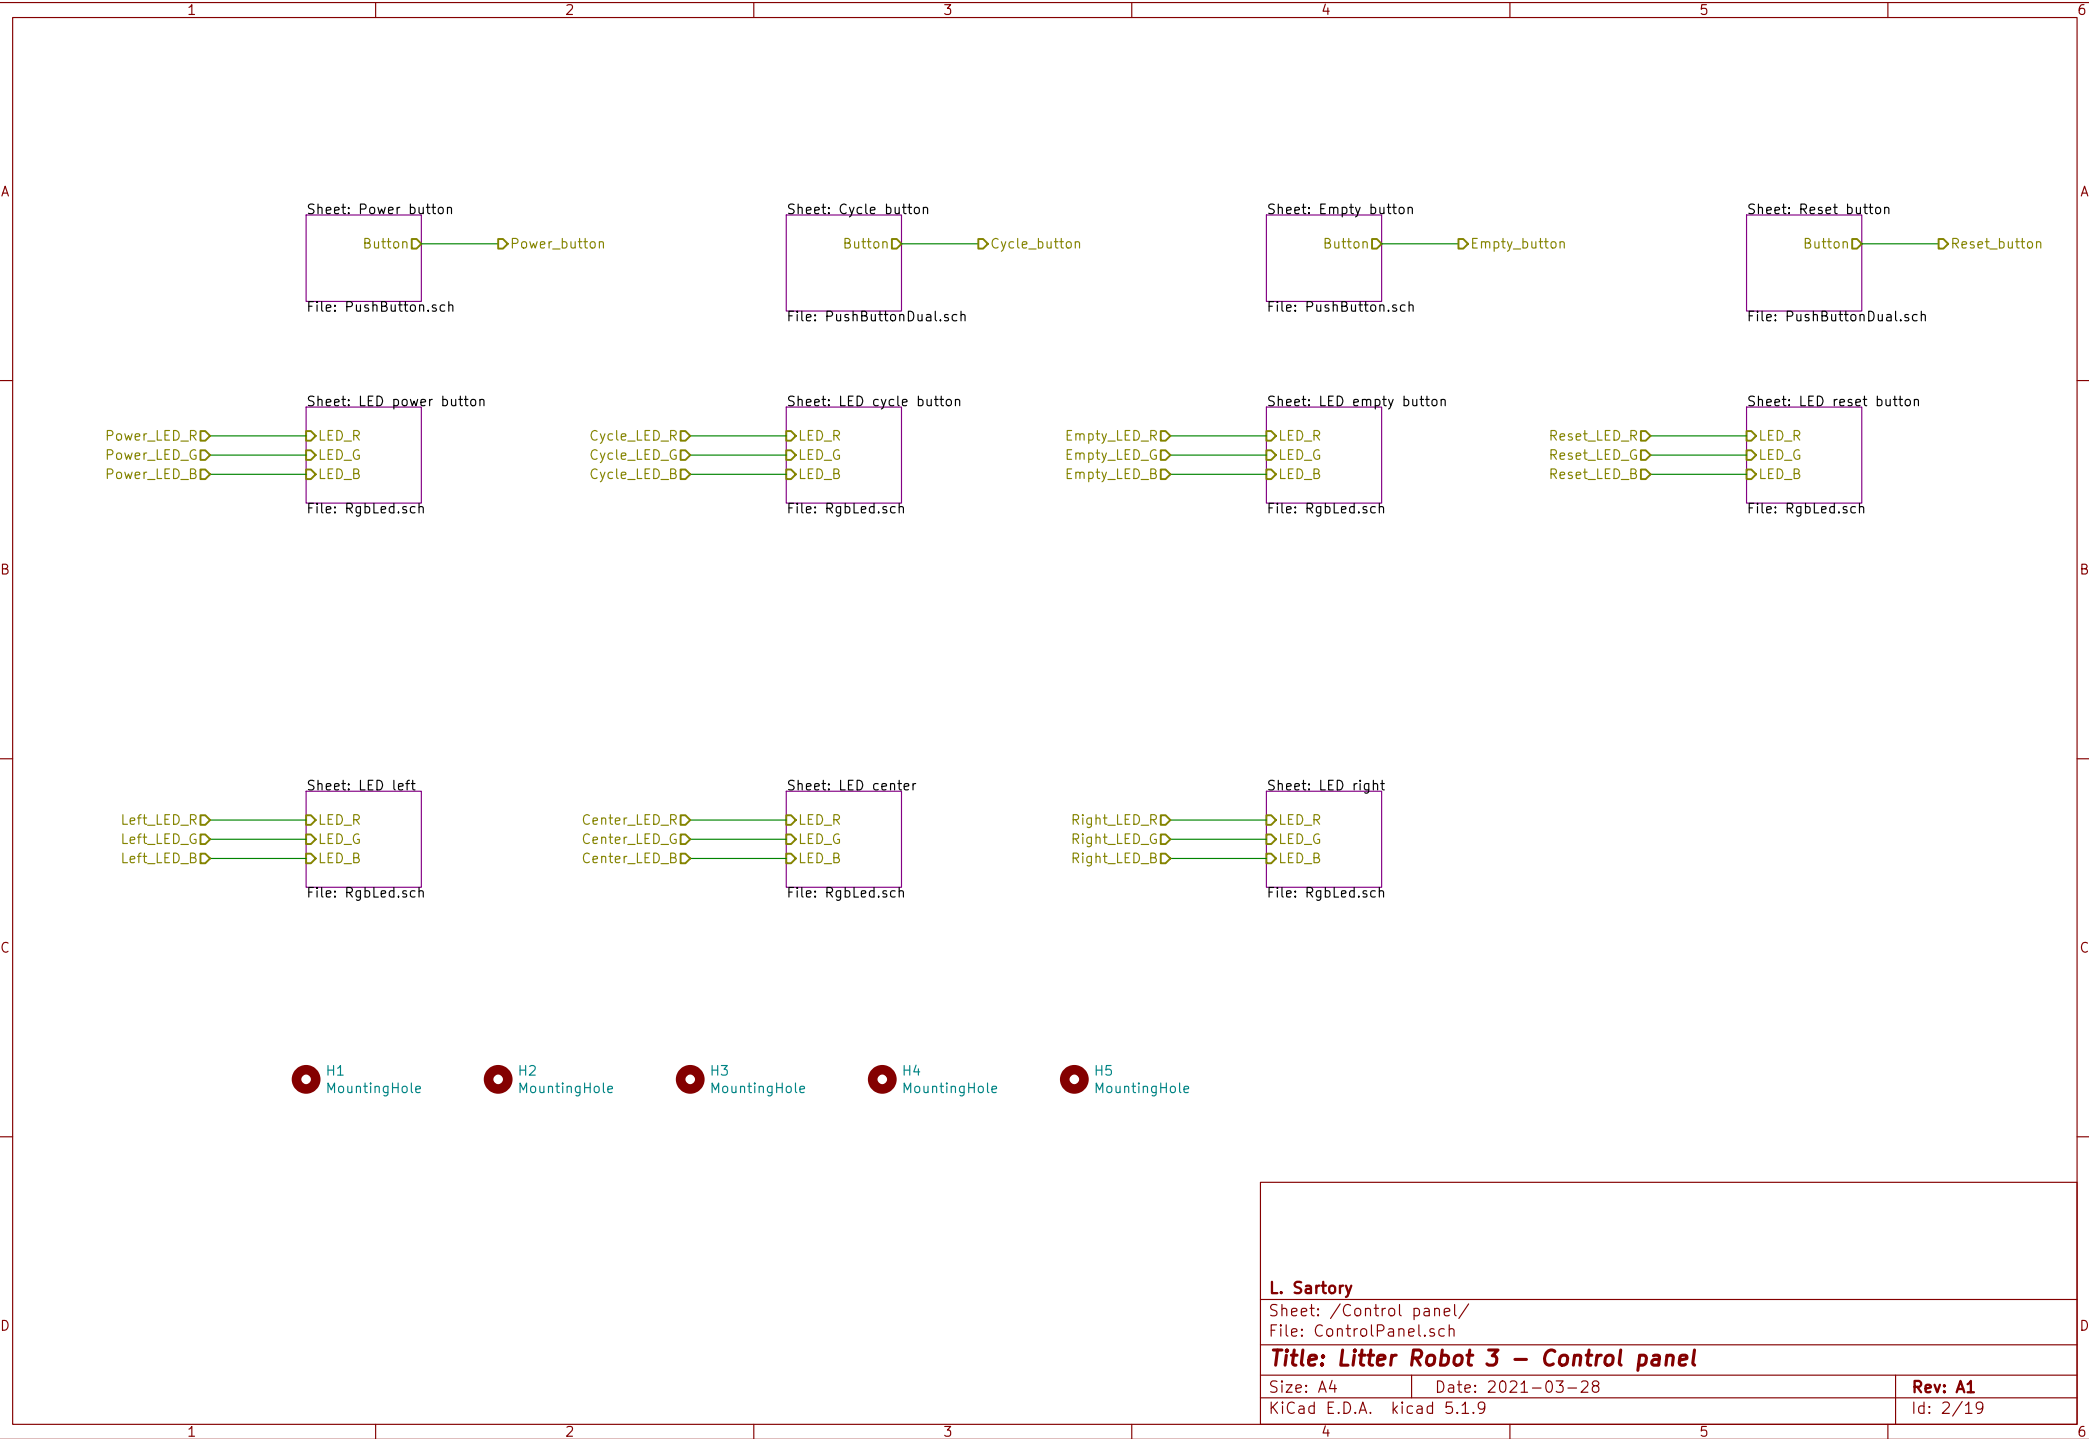 1 2 3 4 5 6
A A
Sheet: Power button Sheet: Cycle button Sheet: Empty button Sheet: Reset button
Button Power_button Button Cycle_button Button Empty_button Button Reset_button
File: PushButton.sch File: PushButtonDual.sch File: PushButton.sch File: PushButtonDual.sch
Sheet: LED power button Sheet: LED cycle button Sheet: LED empty button Sheet: LED reset button
Power_LED_R LED_R Cycle_LED_R LED_R Empty_LED_R LED_R Reset_LED_R LED_R
Power_LED_G LED_G Cycle_LED_G LED_G Empty_LED_G LED_G Reset_LED_G LED_G
Power_LED_B LED_B Cycle_LED_B LED_B Empty_LED_B LED_B Reset_LED_B LED_B
File: RgbLed.sch File: RgbLed.sch File: RgbLed.sch File: RgbLed.sch
B B
Sheet: LED left Sheet: LED center Sheet: LED right
Left_LED_R LED_R Center_LED_R LED_R Right_LED_R LED_R
Left_LED_G LED_G Center_LED_G LED_G Right_LED_G LED_G
Left_LED_B LED_B Center_LED_B LED_B Right_LED_B LED_B
File: RgbLed.sch File: RgbLed.sch File: RgbLed.sch
C C
H1 H2 H3 H4 H5
MountingHole MountingHole MountingHole MountingHole MountingHole
L. Sartory
Sheet: /Control panel/
D D
File: ControlPanel.sch
Title: Litter Robot 3 – Control panel
Size: A4 Date: 2021-03-28 Rev: A1
KiCad E.D.A. kicad 5.1.9 Id: 2/19
1 2 3 4 5 6